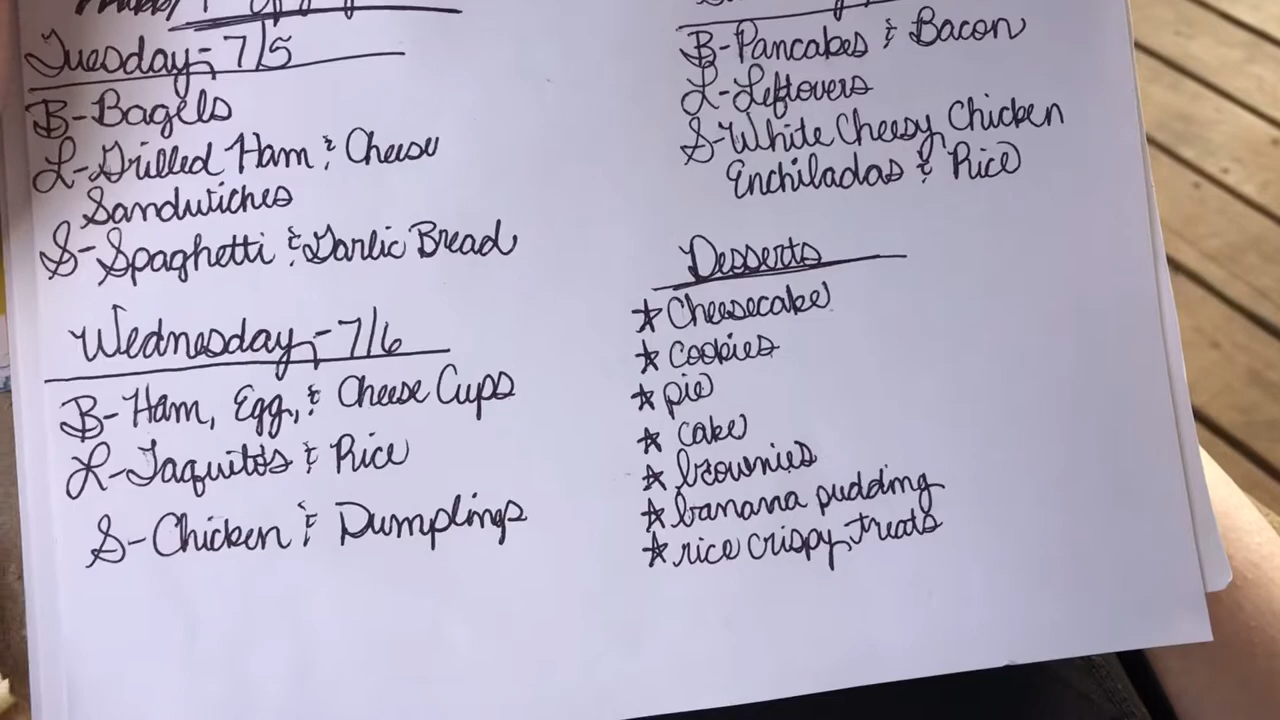 Tuesday- 7/5
B-Bagels
L-Grilled Ham & Cheese
Sandwiches
S-Spaghetti & Garlic Bread
Wednesday,- 7/6
B-Ham, Egg, & Cheese Cups
L-Taquitos & Rice
S-Chicken & Dumplings
B-Pancakes & Bacon
L-Leftovers
S-White Cheesy Chicken
Enchiladas & Rice
Desserts
☆ Cheesecake
☆ cookies
☆ pie
☆ cake
☆ brownies
☆ banana pudding
☆ rice crispy treats